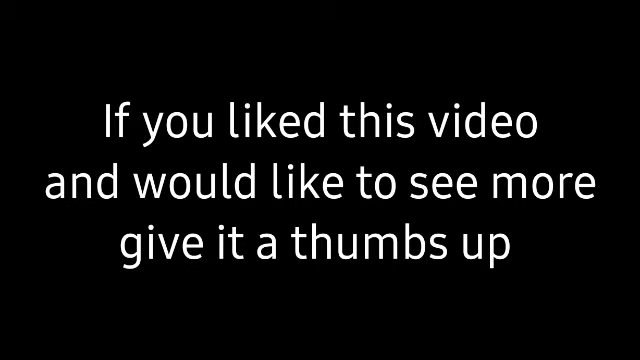 If you liked this video
and would like to see more
give it a thumbs up